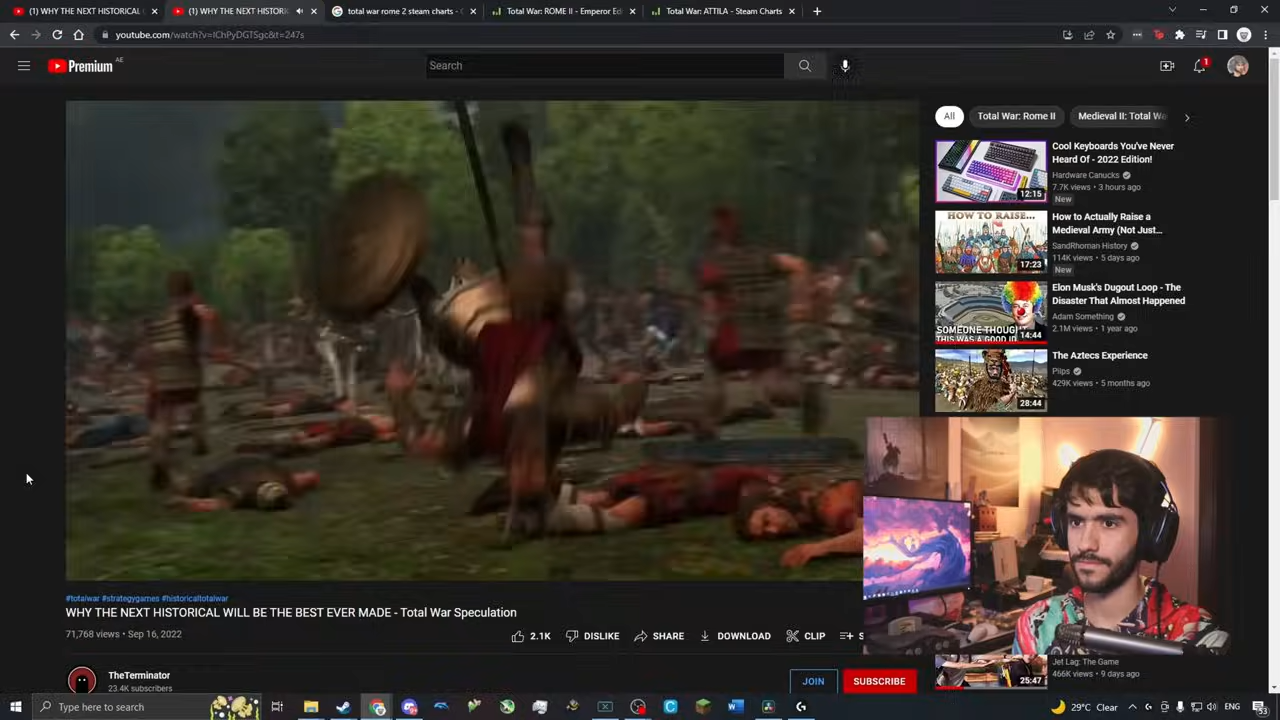 (1) WHY THE NEXT HISTORICAL
(1) WHY THE NEXT HISTORIC
total war rome 2 steam charts -
Total War: ROME II - Emperor Ed
Total War: ATTILA - Steam Charts
youtube.com/watch?v=IChPyDGTSgc&t=247s
Premium
AE
Search
1
All
Total War: Rome II
Medieval II: Total Wa
Cool Keyboards You've Never
Heard Of - 2022 Edition!
Hardware Canucks
7.7K views • 3 hours ago
New
12:15
HOW TO RAISE...
17:23
How to Actually Raise a
Medieval Army (Not Just...
SandRhoman History
114K views • 5 days ago
New
SOMEONE THOUGHT
THIS WAS A GOOD ID
14:44
Elon Musk's Dugout Loop - The
Disaster That Almost Happened
Adam Something
2.1M views • 1 year ago
28:44
The Aztecs Experience
Pilps
429K views • 5 months ago
#totalwar #strategygames #historicaltotalwar
WHY THE NEXT HISTORICAL WILL BE THE BEST EVER MADE - Total War Speculation
71,768 views • Sep 16, 2022
2.1K
DISLIKE
SHARE
DOWNLOAD
CLIP
S
TheTerminator
23.4K subscribers
JOIN
SUBSCRIBE
25:47
Jet Lag: The Game
466K views • 9 days ago
Type here to search
29°C Clear
ENG
53